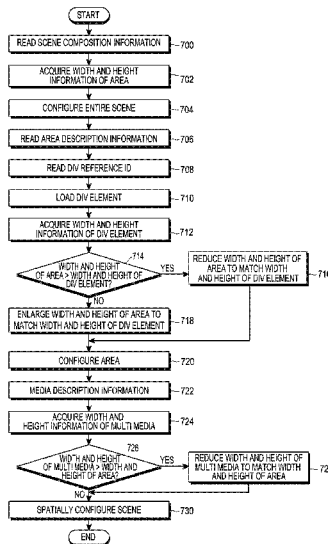 START
READ SCENE COMPOSITION INFORMATION
700
ACQUIRE WIDTH AND HEIGHT
INFORMATION OF AREA
702
CONFIGURE ENTIRE SCENE
704
READ AREA DESCRIPTION INFORMATION
706
READ DIV REFERENCE ID
708
LOAD DIV ELEMENT
710
ACQUIRE WIDTH AND HEIGHT
INFORMATION OF DIV ELEMENT
712
714
WIDTH AND HEIGHT
OF AREA > WIDTH AND HEIGHT OF
DIV ELEMENT?
YES
REDUCE WIDTH AND HEIGHT OF
AREA TO MATCH WIDTH
AND HEIGHT OF DIV ELEMENT
NO
ENLARGE WIDTH AND HEIGHT OF AREA TO
MATCH WIDTH AND HEIGHT OF DIV ELEMENT
718
CONFIGURE AREA
720
MEDIA DESCRIPTION INFORMATION
722
ACQUIRE WIDTH AND
HEIGHT INFORMATION OF MULTI MEDIA
724
726
WIDTH AND HEIGHT
OF MULTI MEDIA > WIDTH AND
HEIGHT OF AREA?
YES
REDUCE WIDTH AND HEIGHT OF
MULTI MEDIA TO MATCH WIDTH
AND HEIGHT OF AREA
NO
SPATIALLY CONFIGURE SCENE
730
END